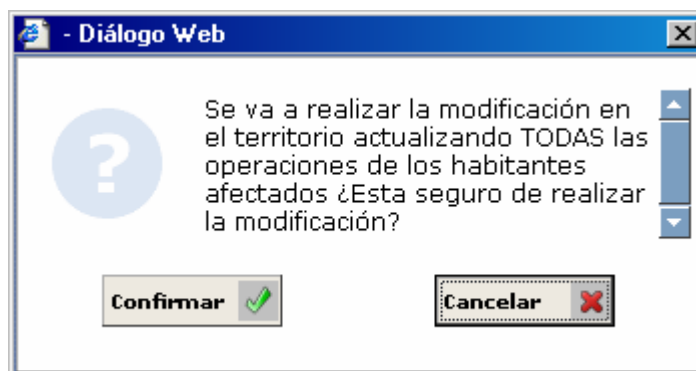 - Diálogo Web
Se va a realizar la modificación en
el territorio actualizando TODAS las
operaciones de los habitantes
afectados ¿Esta seguro de realizar
la modificación?
Confirmar
Cancelar